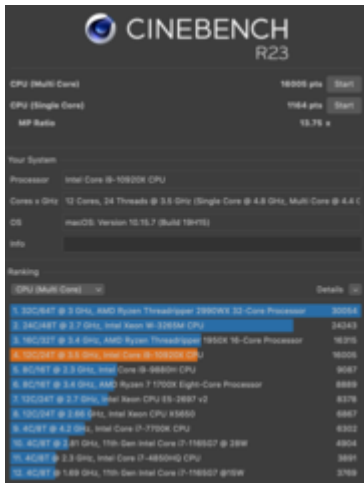 CINEBENCH
R23
CPU (Multi Core) 16005 pts Start
CPU (Single Core) 1164 pts Start
MP Ratio 13.75 x
Your System
Processor Intel Core i9-10920X CPU
Cores x GHz 12 Cores, 24 Threads @ 3.5 GHz (Single Core @ 4.8 GHz, Multi Core @ 4.4 G
OS macOS: Version 10.15.7 (Build 19H15)
Info
Ranking
CPU (Multi Core) Details
1. 32C/64T @ 3 GHz, AMD Ryzen Threadripper 2990WX 32-Core Processor 30054
2. 24C/48T @ 2.7 GHz, Intel Xeon W-3265M CPU 24243
3. 16C/32T @ 3.4 GHz, AMD Ryzen Threadripper 1950X 16-Core Processor 16315
4. 12C/24T @ 3.5 GHz, Intel Core i9-10920X CPU 16005
5. 8C/16T @ 2.3 GHz, Intel Core i9-9880H CPU 9087
6. 8C/16T @ 3.4 GHz, AMD Ryzen 7 1700X Eight-Core Processor 8889
7. 12C/24T @ 2.7 GHz, Intel Xeon CPU E5-2697 v2 8378
8. 12C/24T @ 2.66 GHz, Intel Xeon CPU X5650 6867
9. 4C/8T @ 4.2 GHz, Intel Core i7-7700K CPU 6302
10. 4C/8T @ 2.81 GHz, 11th Gen Intel Core i7-1165G7 @ 28W 4904
11. 4C/8T @ 2.3 GHz, Intel Core i7-4850HQ CPU 3891
12. 4C/8T @ 1.69 GHz, 11th Gen Intel Core i7-1165G7 @15W 3769